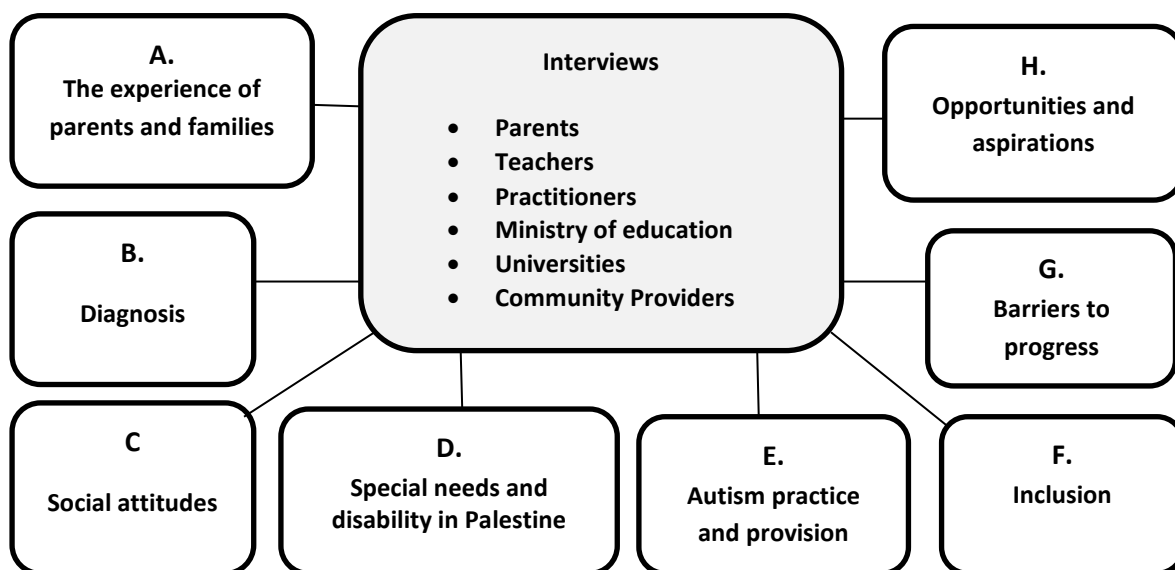 A.
The experience of
parents and families
B.
Diagnosis
C
Social attitudes
Interviews
• Parents
• Teachers
• Practitioners
• Ministry of education
• Universities
• Community Providers
D.
Special needs and
disability in Palestine
E.
Autism practice
and provision
F.
Inclusion
G.
Barriers to
progress
H.
Opportunities and
aspirations